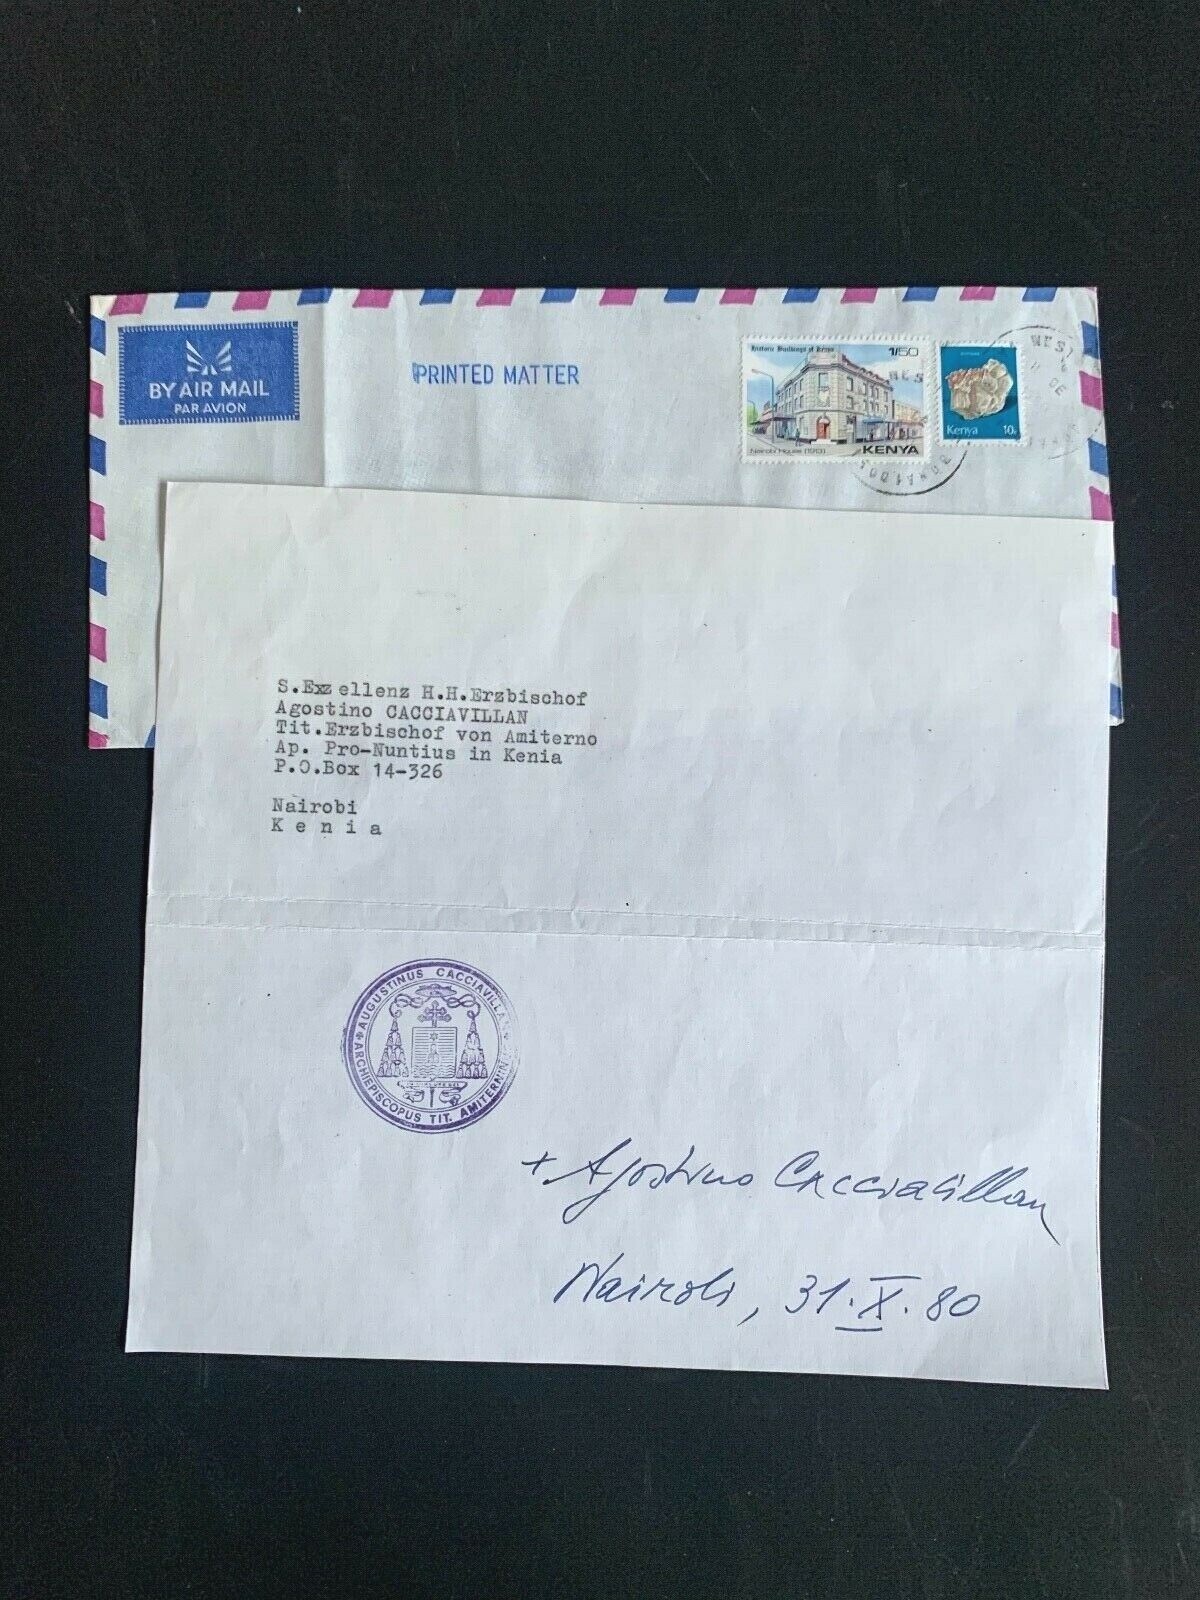 BY AIR MAIL
PAR AVION
PRINTED MATTER
Historic Buildings of Kenya
1/50
Nairobi House (1913)
KENYA
Kenya 10c
WEST
S.Exzellenz H.H.Erzbischof
Agostino CACCIAVILLAN
Tit.Erzbischof von Amiterno
Ap. Pro-Nuntius in Kenia
P.O.Box 14-326
Nairobi
K e n i a
AUGUSTINUS CACCIAVILLAN
ARCHIEPISCOPUS TIT. AMITERNIN
+ Agostino Cacciavillan
Nairobi, 31.X.80